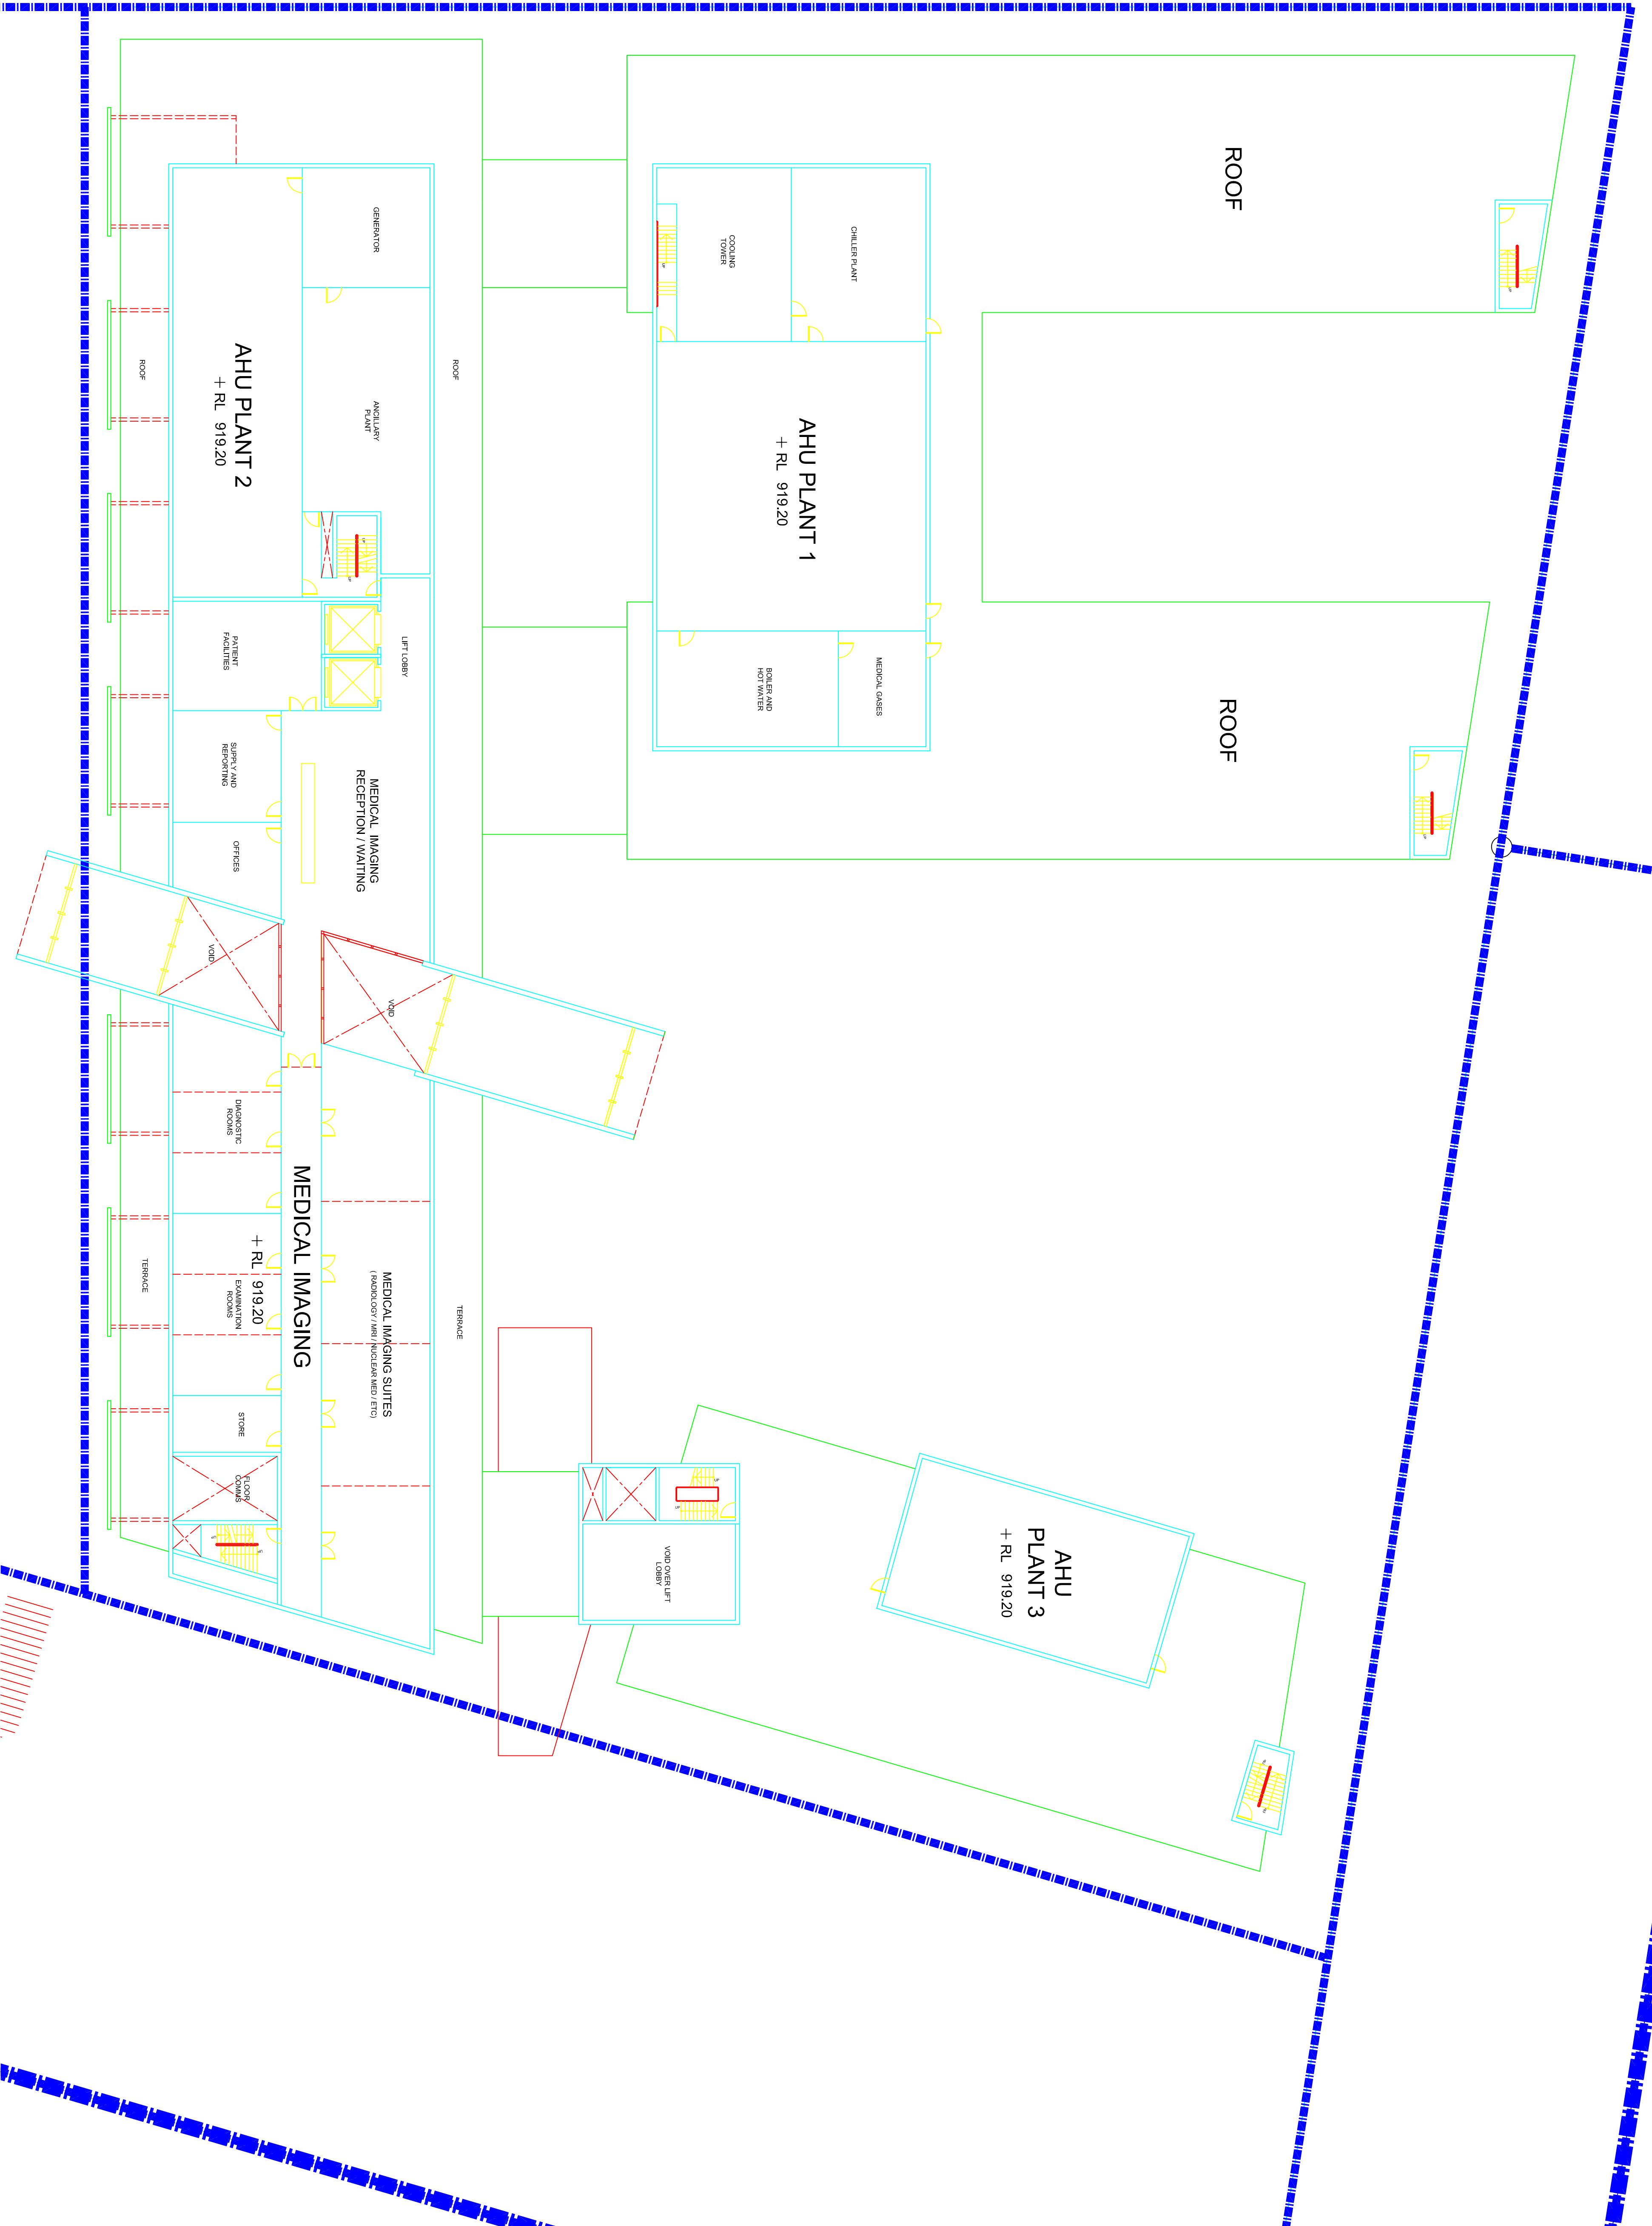 ROOF
ROOF
CHILLER PLANT
COOLING
TOWER
UP
AHU PLANT 1
+ RL 919.20
MEDICAL GASES
BOILER AND
HOT WATER
ROOF
GENERATOR
ANCILLARY
PLANT
AHU PLANT 2
+ RL 919.20
ROOF
UP
UP
LIFT LOBBY
PATIENT
FACILITIES
SUPPLY AND
REPORTING
OFFICES
MEDICAL IMAGING
RECEPTION / WAITING
VOID
VOID
TERRACE
MEDICAL IMAGING SUITES
( RADIOLOGY / MRI / NUCLEAR MED / ETC)
MEDICAL IMAGING
+ RL 919.20
DIAGNOSTIC
ROOMS
EXAMINATION
ROOMS
STORE
FLOOR
COMMS
TERRACE
VOID OVER LIFT
LOBBY
AHU
PLANT 3
+ RL 919.20